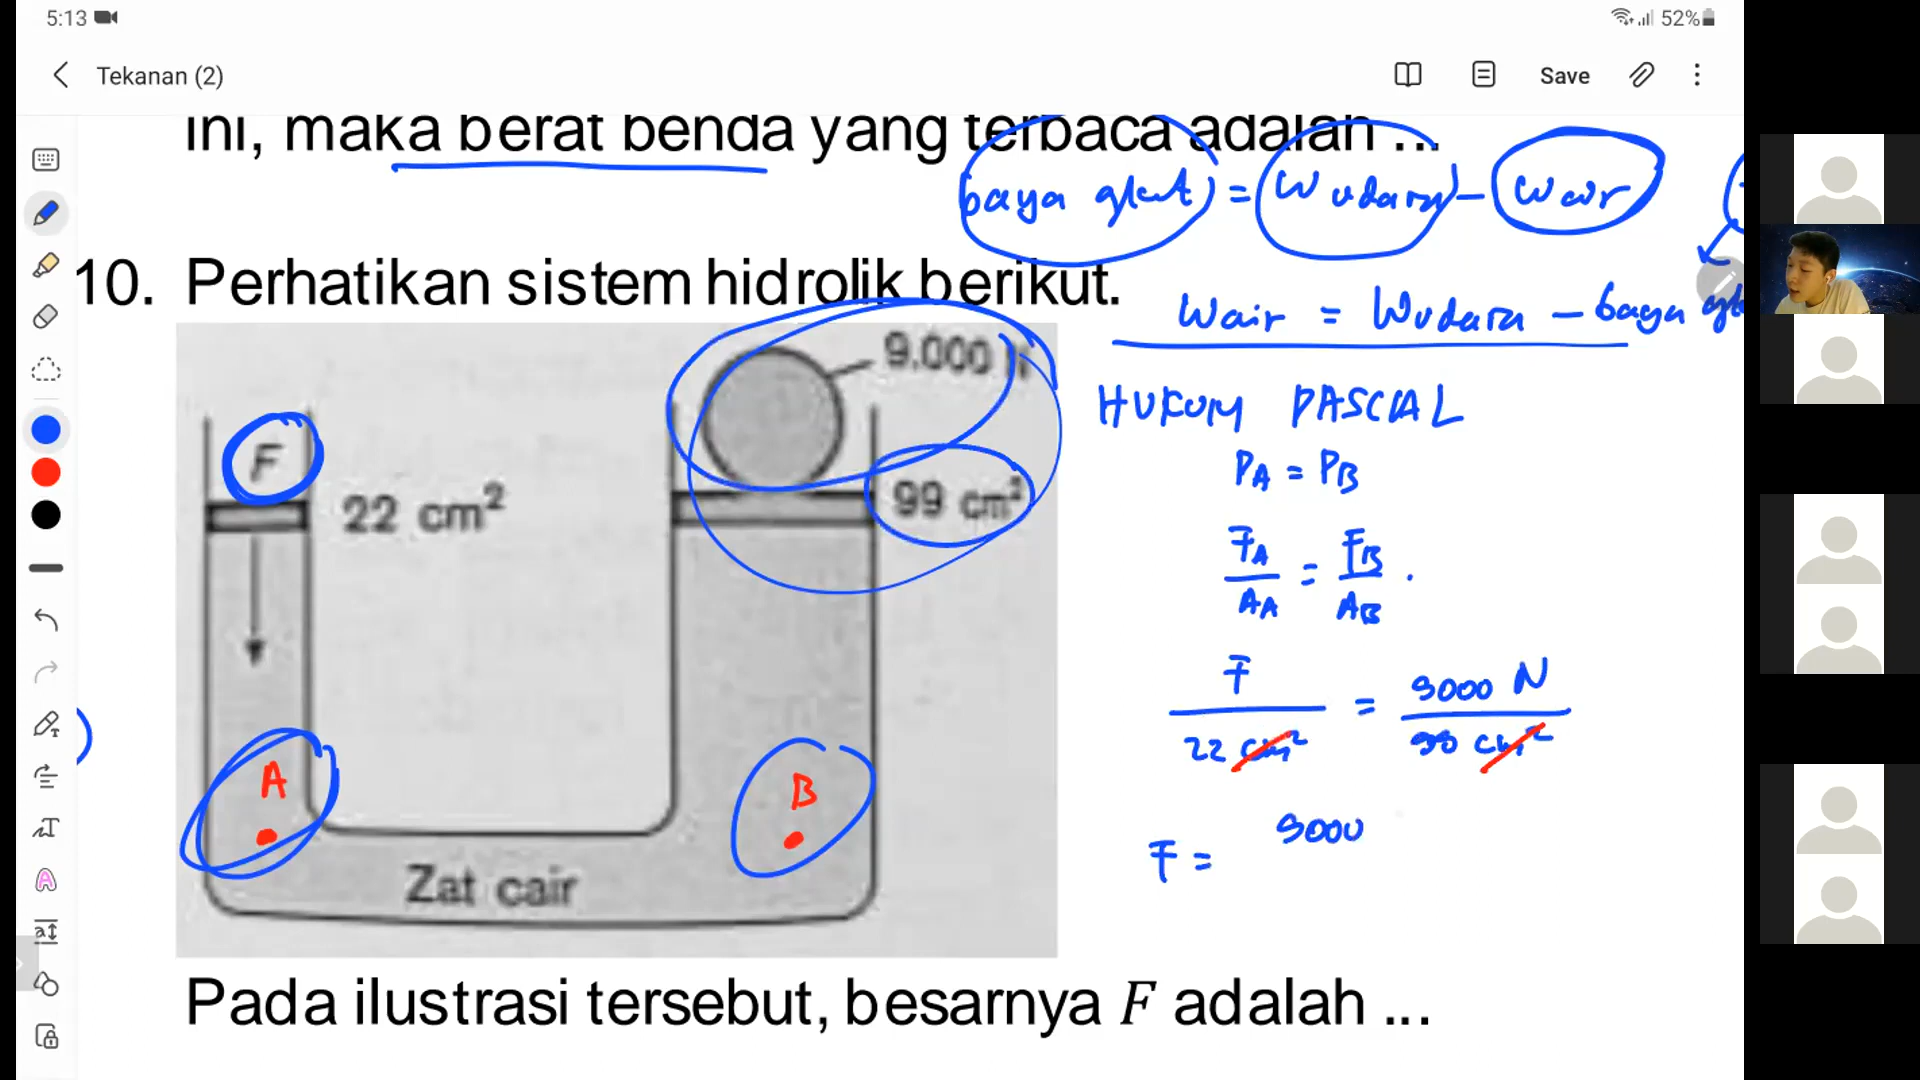 5:13
52%
Tekanan (2)
Save
ini, maka berat benda yang terbaca adalah ...
gaya = W udara - W air
10. Perhatikan sistem hidrolik berikut.
W air = W udara - gaya
9.000 N
F
22 cm²
99 cm²
HUKUM PASCAL
PA = PB
FA/AA = FB/AB
F/22 cm² = 9000 N/99 cm²
A
B
F = 9000
Zat cair
Pada ilustrasi tersebut, besarnya F adalah ...